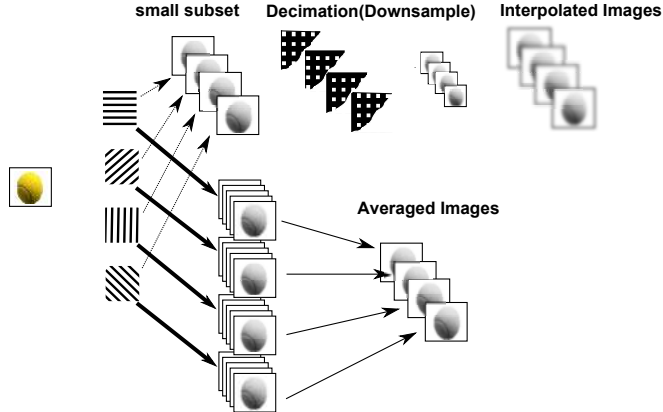 small subset
Decimation(Downsample)
Interpolated Images
Averaged Images